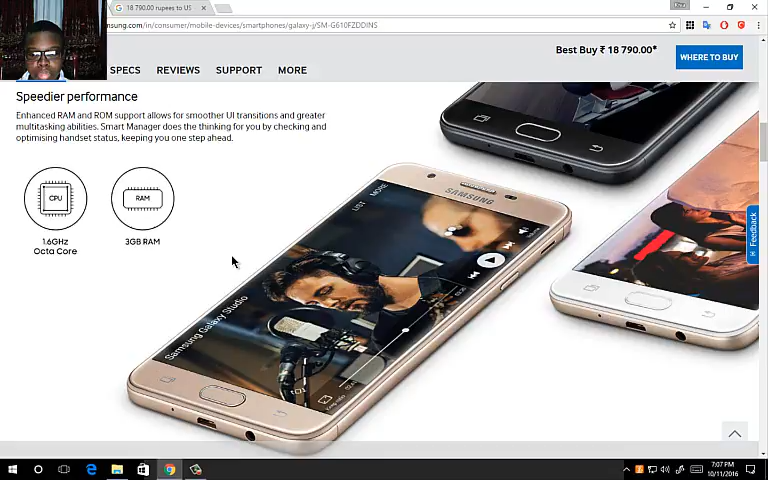 18 790.00 rupees to US
sung.com/in/consumer/mobile-devices/smartphones/galaxy-j/SM-G610FZDDINS
Best Buy ₹ 18 790.00*
WHERE TO BUY
SPECS
REVIEWS
SUPPORT
MORE
Speedier performance
Enhanced RAM and ROM support allows for smoother UI transitions and greater
multitasking abilities. Smart Manager does the thinking for you by checking and
optimising handset status, keeping you one step ahead.
CPU
RAM
1.6GHz
Octa Core
3GB RAM
LIST
MORE
SAMSUNG
Samsung Galaxy Studio
Feedback
7:07 PM
10/11/2016